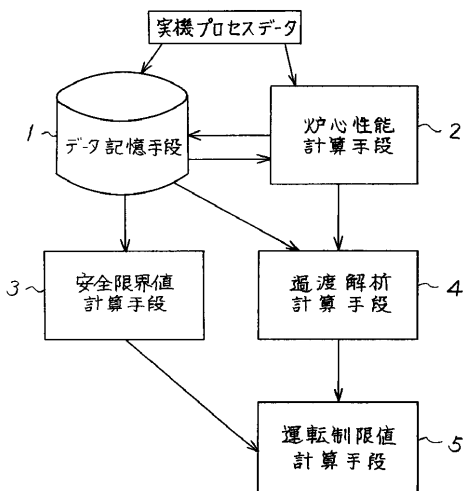 実機プロセスデータ
1
データ記憶手段
炉心性能
計算手段
2
3
安全限界値
計算手段
過渡解析
計算手段
4
運転制限値
計算手段
5